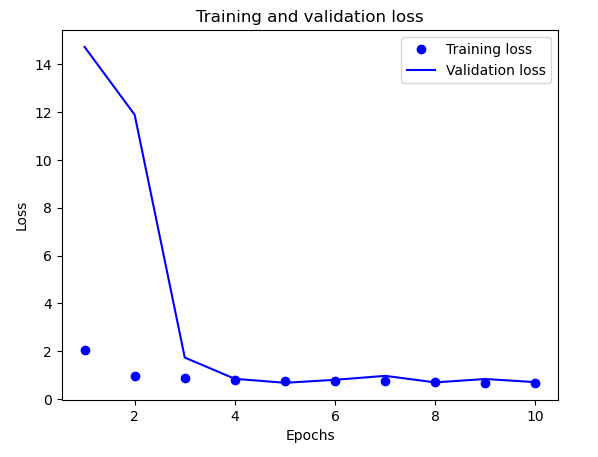 Training and validation loss
Training loss
Validation loss
14
12
10
8
6
4
2
0
Loss
2
4
6
8
10
Epochs